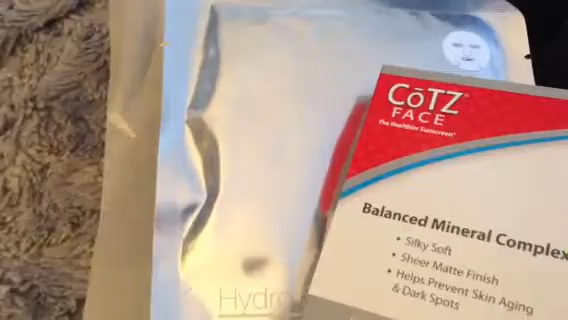 CōTZ®
FACE
The Healthier Sunscreen™
Balanced Mineral Complex
• Silky Soft
• Sheer Matte Finish
• Helps Prevent Skin Aging
& Dark Spots
Hydro